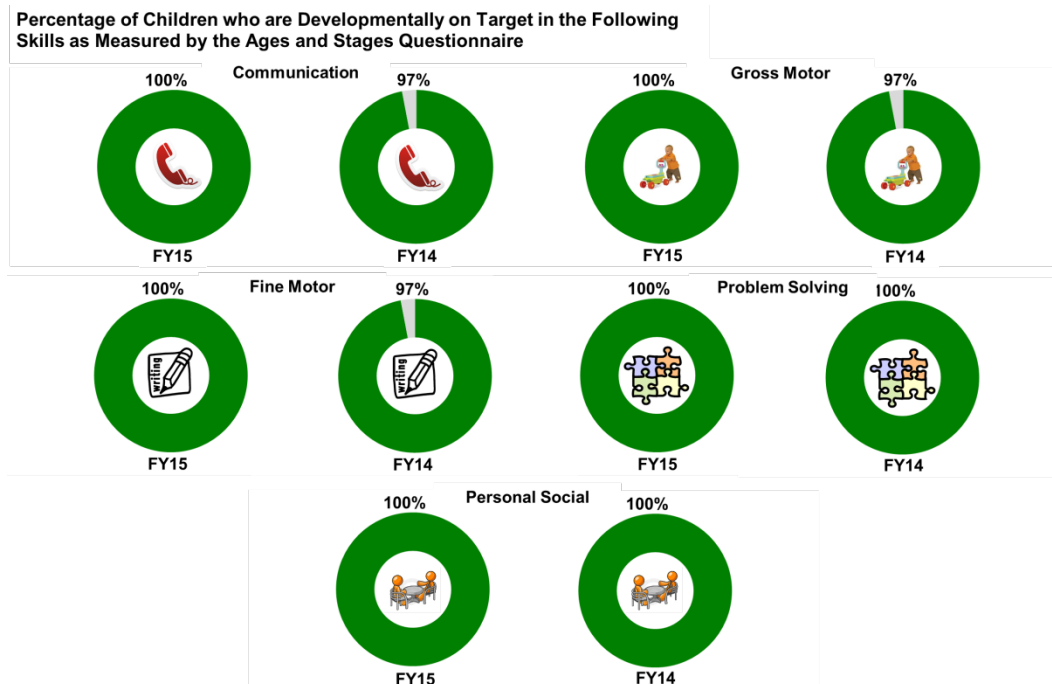 Percentage of Children who are Developmentally on Target in the Following
Skills as Measured by the Ages and Stages Questionnaire
Communication
100%
97%
FY15
FY14
Gross Motor
100%
97%
FY15
FY14
Fine Motor
100%
97%
writing
writing
FY15
FY14
Problem Solving
100%
100%
FY15
FY14
Personal Social
100%
100%
FY15
FY14